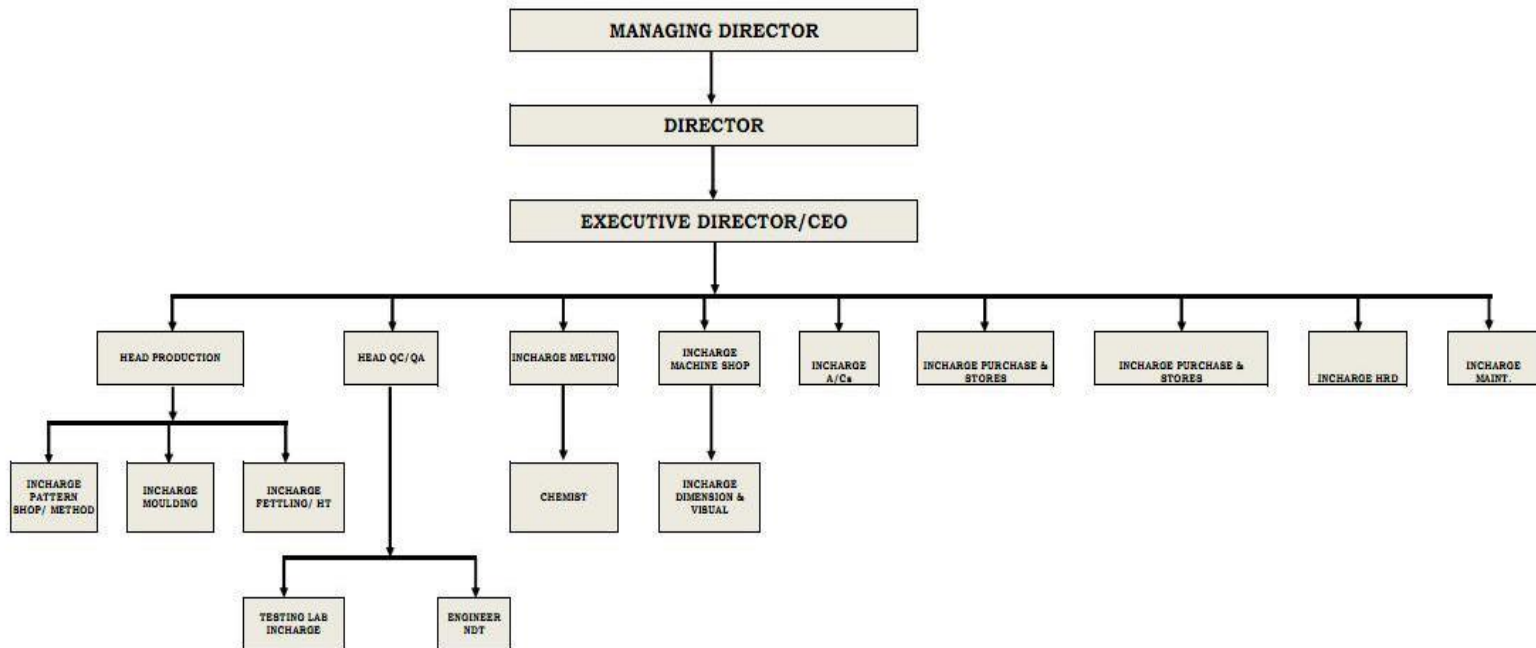 MANAGING DIRECTOR
DIRECTOR
EXECUTIVE DIRECTOR/CEO
HEAD PRODUCTION
HEAD QC/QA
INCHARGE MELTING
INCHARGE
MACHINE SHOP
INCHARGE
A/Cs
INCHARGE PURCHASE &
STORES
INCHARGE PURCHASE &
STORES
INCHARGE HRD
INCHARGE
MAINT.
INCHARGE
PATTERN
SHOP/ METHOD
INCHARGE
MOULDING
INCHARGE
FETTLING/ HT
CHEMIST
INCHARGE
DIMENSION &
VISUAL
TESTING LAB
INCHARGE
ENGINEER
NDT